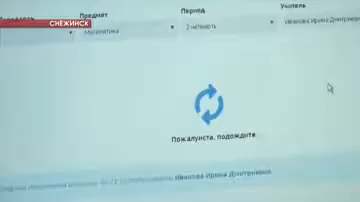 СНЕЖИНСК
Предмет Период Учитель
Математика 2 четверть Иванова Ирина Дмитриевна
Пожалуйста, подождите
Иванова Ирина Дмитриевна.